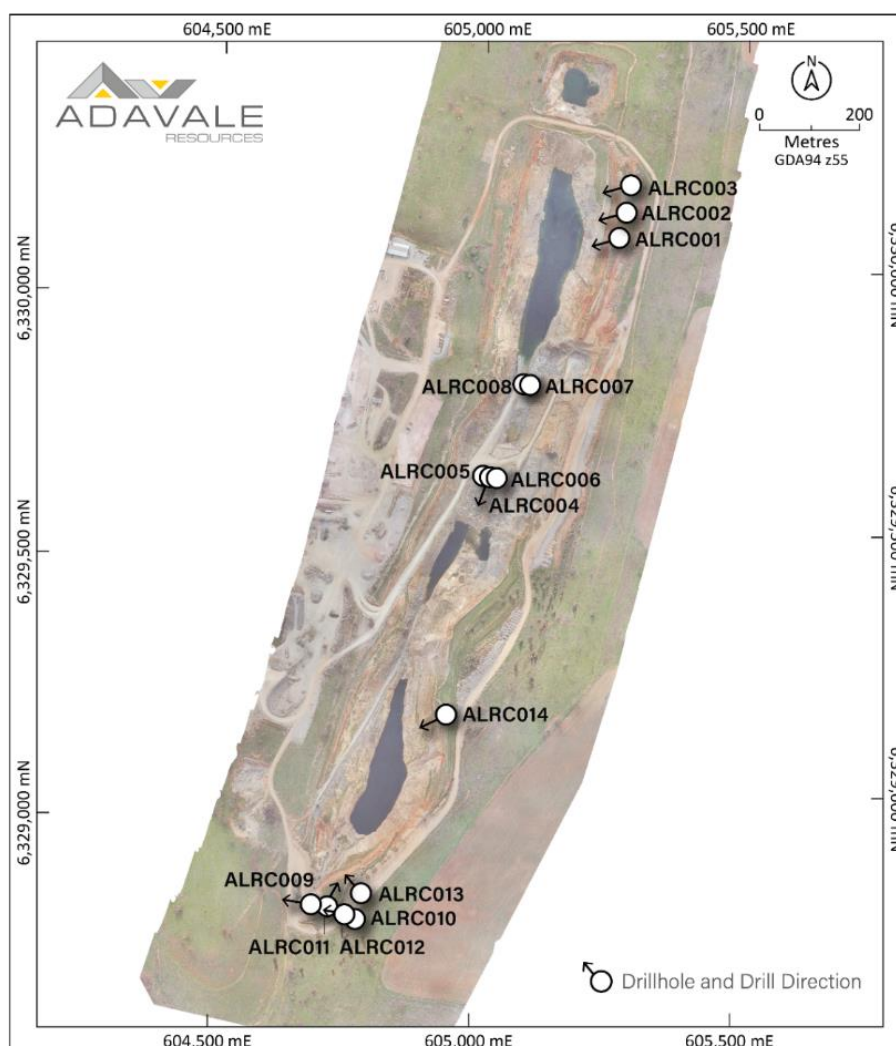 604,500 mE
605,000 mE
605,500 mE
ADAVALE
RESOURCES
N
0
200
Metres
GDA94 z55
ALRC003
ALRC002
ALRC001
6,330,000 mN
ALRC008
ALRC007
ALRC005
ALRC006
ALRC004
6,329,500 mN
ALRC014
6,329,000 mN
ALRC009
ALRC013
ALRC010
ALRC011
ALRC012
Drillhole and Drill Direction
604,500 mE
605,000 mE
605,500 mE